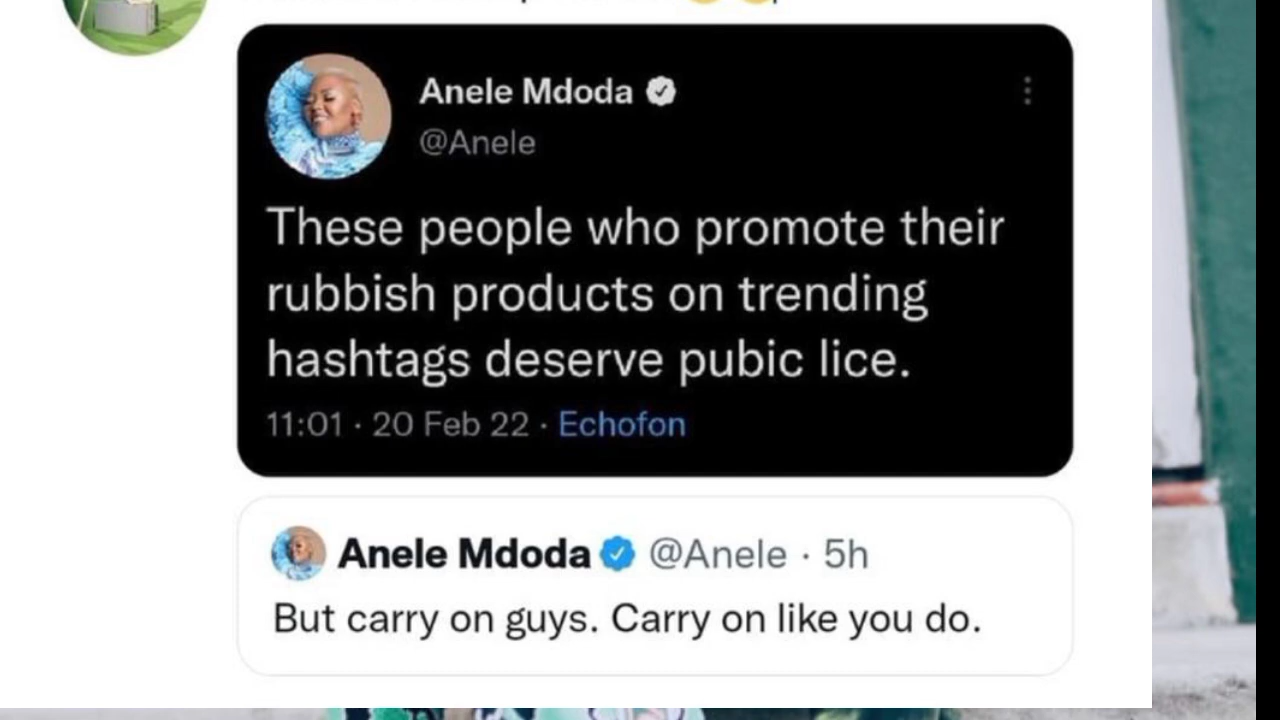 Anele Mdoda
@Anele
These people who promote their
rubbish products on trending
hashtags deserve pubic lice.
11:01 · 20 Feb 22 · Echofon
Anele Mdoda @Anele · 5h
But carry on guys. Carry on like you do.